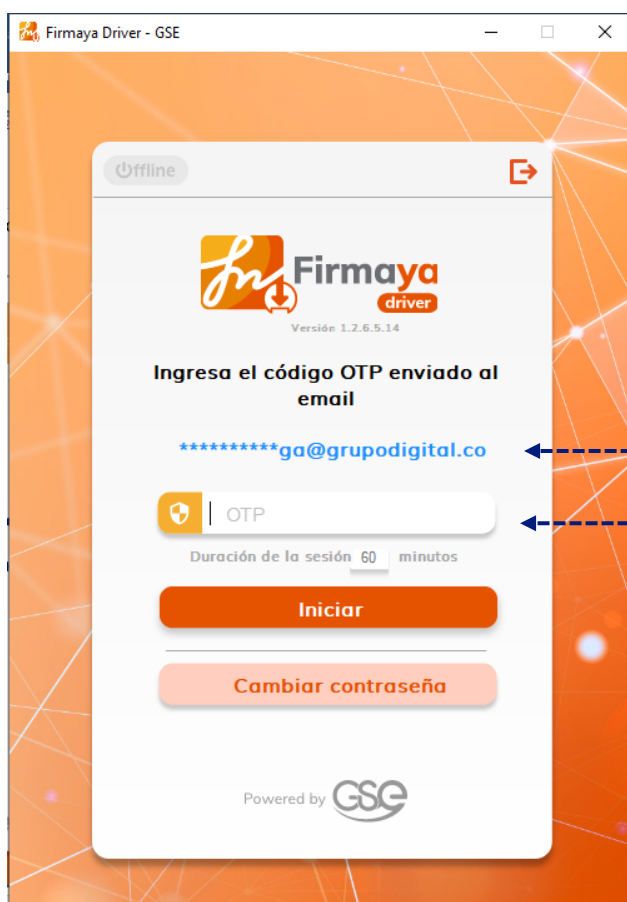 Firmaya Driver - GSE
Offline
Firmaya
driver
Versión 1.2.6.5.14
Ingresa el código OTP enviado al
email
**********ga@grupodigital.co
OTP
Duración de la sesión 60 minutos
Iniciar
Cambiar contraseña
Powered by GSE